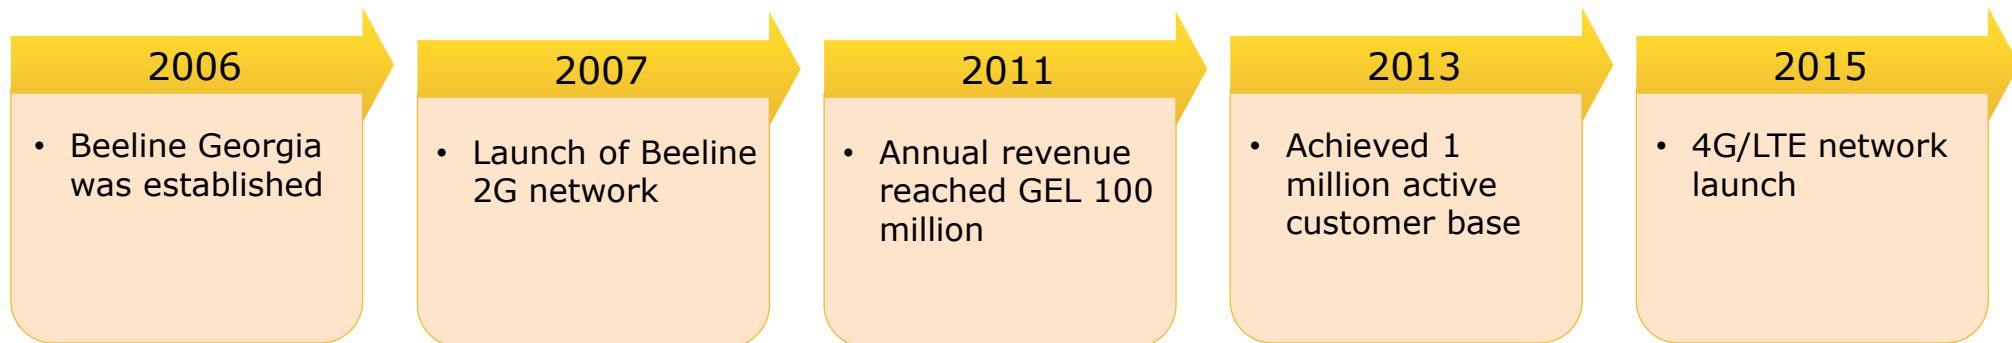 2006
• Beeline Georgia
was established
2007
• Launch of Beeline
2G network
2011
• Annual revenue
reached GEL 100
million
2013
• Achieved 1
million active
customer base
2015
• 4G/LTE network
launch